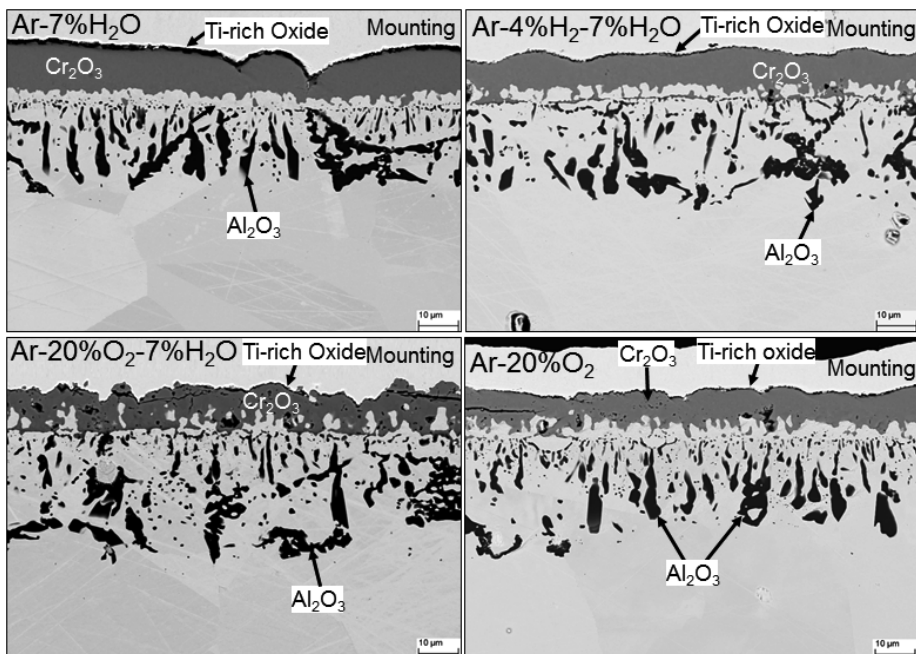 Ar-7%H₂O
Ti-rich Oxide
Mounting
Cr₂O₃
Al₂O₃
10 µm
Ar-4%H₂-7%H₂O
Ti-rich Oxide
Mounting
Cr₂O₃
Al₂O₃
10 µm
Ar-20%O₂-7%H₂O
Ti-rich Oxide
Mounting
Cr₂O₃
Al₂O₃
10 µm
Ar-20%O₂
Cr₂O₃
Ti-rich oxide
Mounting
Al₂O₃
10 µm